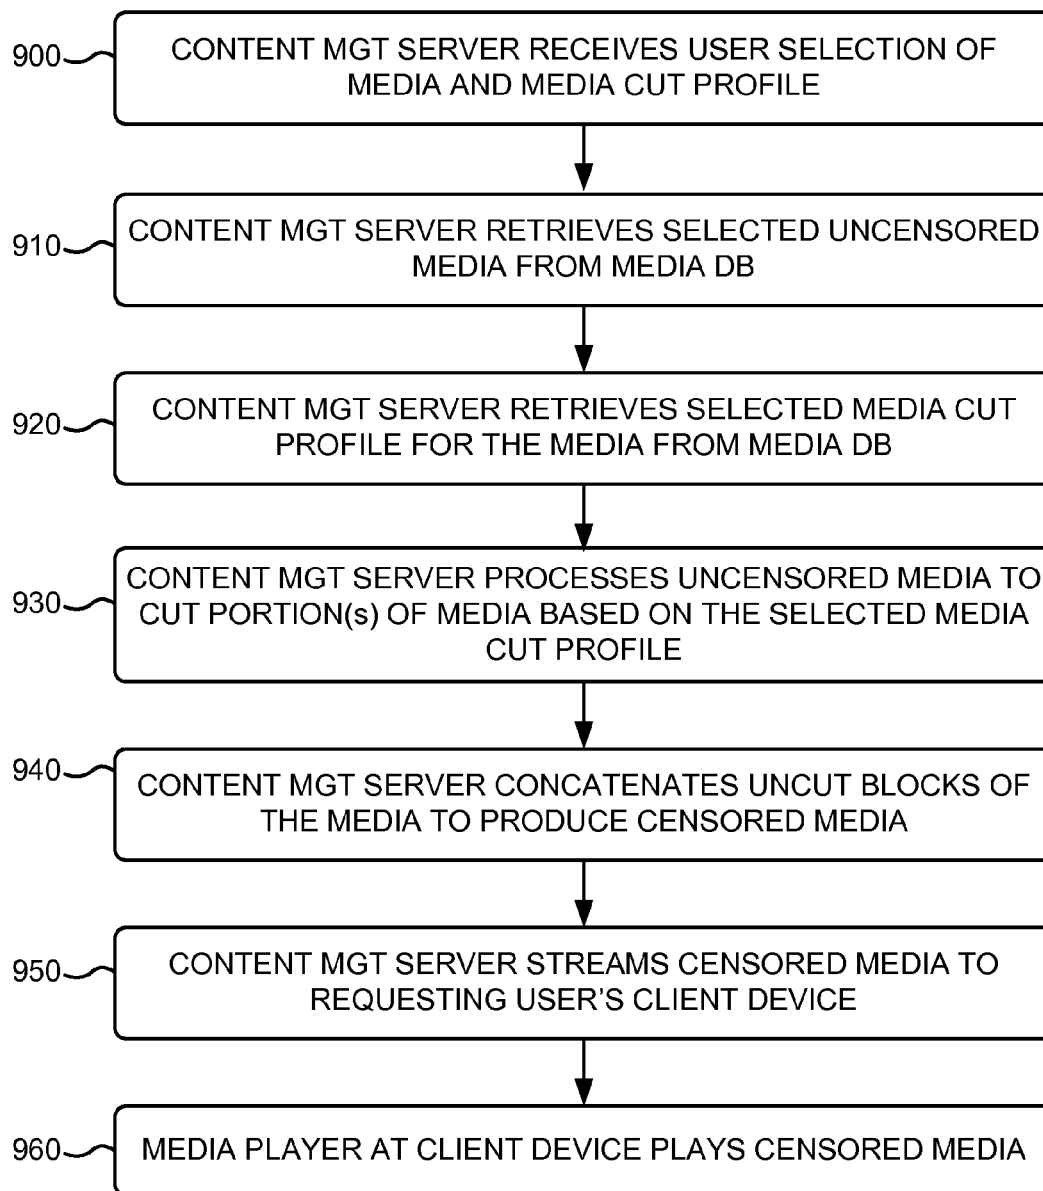 900
CONTENT MGT SERVER RECEIVES USER SELECTION OF
MEDIA AND MEDIA CUT PROFILE
910
CONTENT MGT SERVER RETRIEVES SELECTED UNCENSORED
MEDIA FROM MEDIA DB
920
CONTENT MGT SERVER RETRIEVES SELECTED MEDIA CUT
PROFILE FOR THE MEDIA FROM MEDIA DB
930
CONTENT MGT SERVER PROCESSES UNCENSORED MEDIA TO
CUT PORTION(s) OF MEDIA BASED ON THE SELECTED MEDIA
CUT PROFILE
940
CONTENT MGT SERVER CONCATENATES UNCUT BLOCKS OF
THE MEDIA TO PRODUCE CENSORED MEDIA
950
CONTENT MGT SERVER STREAMS CENSORED MEDIA TO
REQUESTING USER'S CLIENT DEVICE
960
MEDIA PLAYER AT CLIENT DEVICE PLAYS CENSORED MEDIA